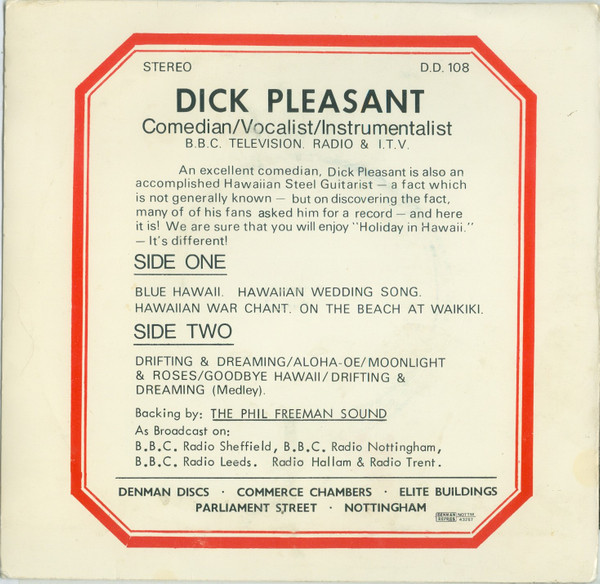 STEREO D.D. 108
DICK PLEASANT
Comedian/Vocalist/Instrumentalist
B.B.C. TELEVISION. RADIO & I.T.V.
An excellent comedian, Dick Pleasant is also an
accomplished Hawaiian Steel Guitarist — a fact which
is not generally known — but on discovering the fact,
many of of his fans asked him for a record — and here
it is! We are sure that you will enjoy "Holiday in Hawaii."
— It's different!
SIDE ONE
BLUE HAWAII. HAWAIIAN WEDDING SONG.
HAWAIIAN WAR CHANT. ON THE BEACH AT WAIKIKI.
SIDE TWO
DRIFTING & DREAMING/ALOHA-OE/MOONLIGHT
& ROSES/GOODBYE HAWAII/DRIFTING &
DREAMING (Medley).
Backing by: THE PHIL FREEMAN SOUND
As Broadcast on:
B.B.C. Radio Sheffield, B.B.C. Radio Nottingham,
B.B.C. Radio Leeds. Radio Hallam & Radio Trent.
DENMAN DISCS · COMMERCE CHAMBERS · ELITE BUILDINGS
PARLIAMENT STREET · NOTTINGHAM